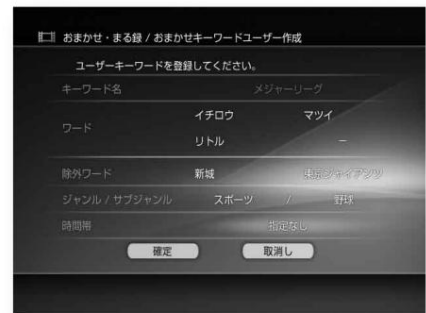 おまかせ・まる録 / おまかせキーワードユーザー作成
ユーザーキーワードを登録してください。
キーワード名 メジャーリーグ
ワード イチロウ マツイ
リトル −
除外ワード 新城 東京ジャイアンツ
ジャンル / サブジャンル スポーツ / 野球
時間帯 指定なし
確定 取消し